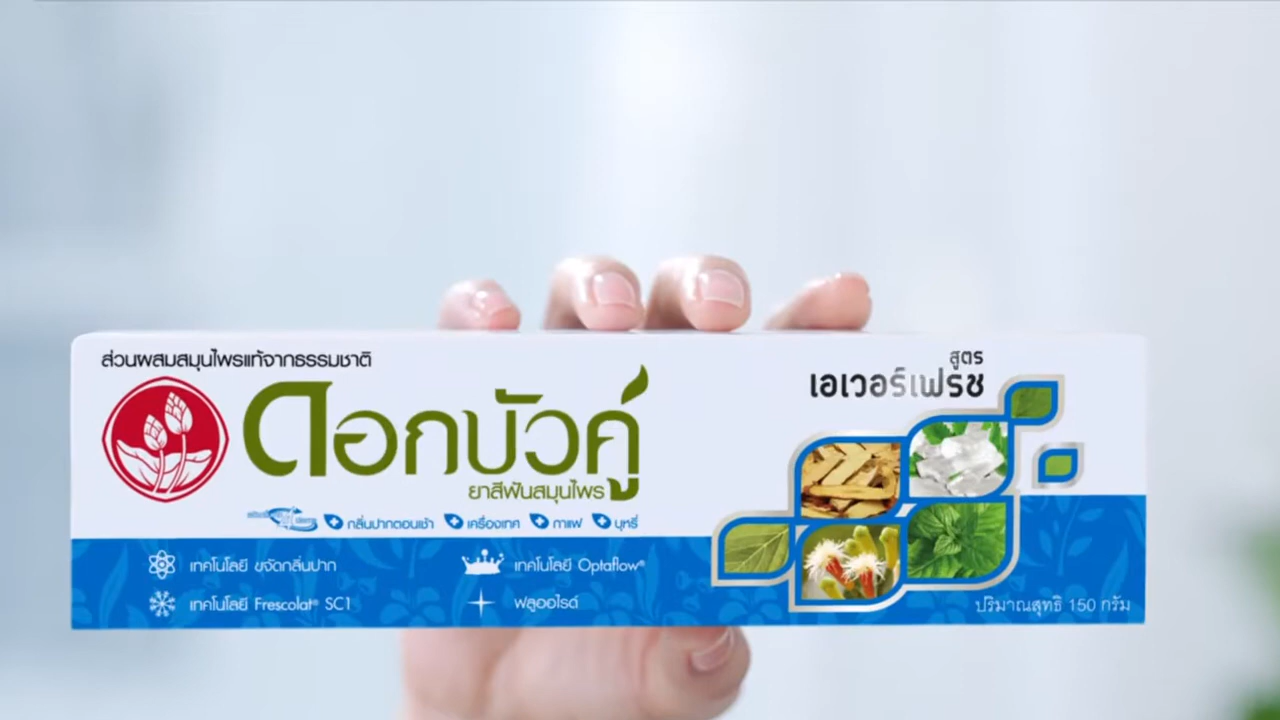 ส่วนผสมสมุนไพรแท้จากธรรมชาติ
ดอกบัวคู่
ยาสีฟันสมุนไพร
สูตร
เอเวอร์เฟรช
กลิ่นปากตอนเช้า เครื่องเทศ กาแฟ บุหรี่
เทคโนโลยี ขจัดกลิ่นปาก
เทคโนโลยี Optaflow®
เทคโนโลยี Frescolat® SC1
ฟลูออไรด์
ปริมาณสุทธิ 150 กรัม